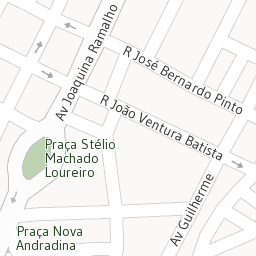 Av Joaquina Ramalho
R José Bernardo Pinto
R João Ventura Batista
Praça Stélio
Machado
Loureiro
Av Guilherme
Praça Nova
Andradina